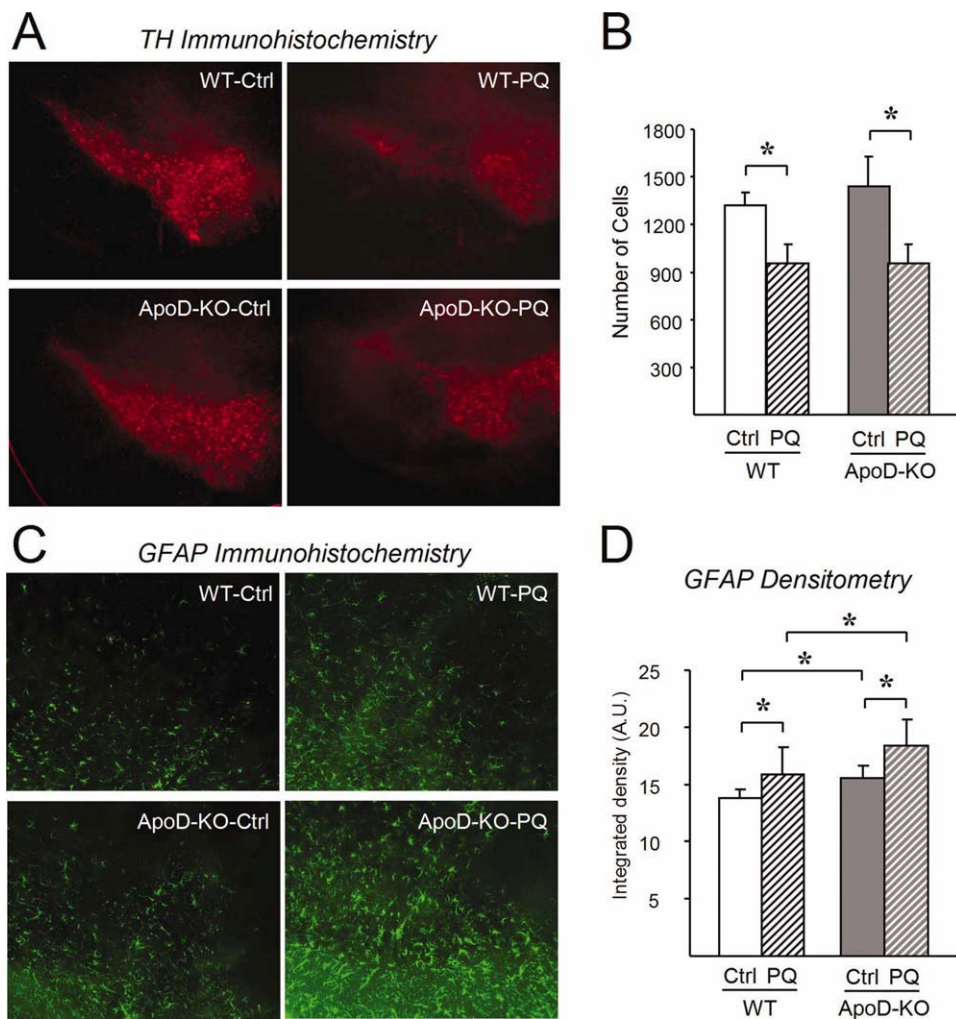 A
TH Immunohistochemistry
WT-Ctrl
WT-PQ
ApoD-KO-Ctrl
ApoD-KO-PQ
B
Number of Cells
1800
1500
1200
900
600
300
*
*
Ctrl PQ
Ctrl PQ
WT
ApoD-KO
C
GFAP Immunohistochemistry
WT-Ctrl
WT-PQ
ApoD-KO-Ctrl
ApoD-KO-PQ
D
GFAP Densitometry
*
*
*
*
Integrated density (A.U.)
25
20
15
10
5
Ctrl PQ
Ctrl PQ
WT
ApoD-KO